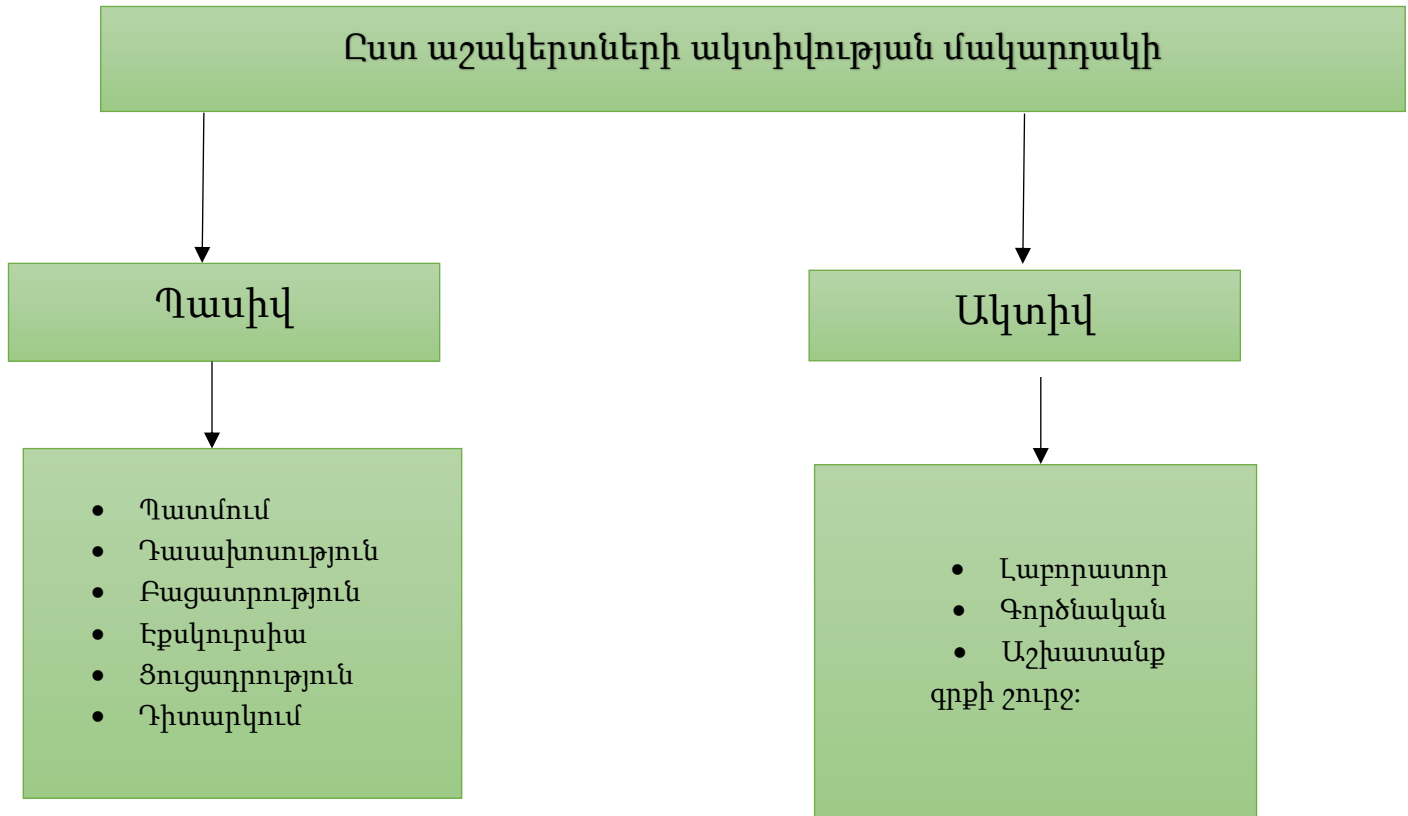 Ըստ աշակերտների ակտիվության մակարդակի
Պասիվ
Ակտիվ
• Պատմում
• Դասախոսություն
• Բացատրություն
• Էքսկուրսիա
• Ցուցադրություն
• Դիտարկում
• Լաբորատոր
• Գործնական
• Աշխատանք
գրքի շուրջ: